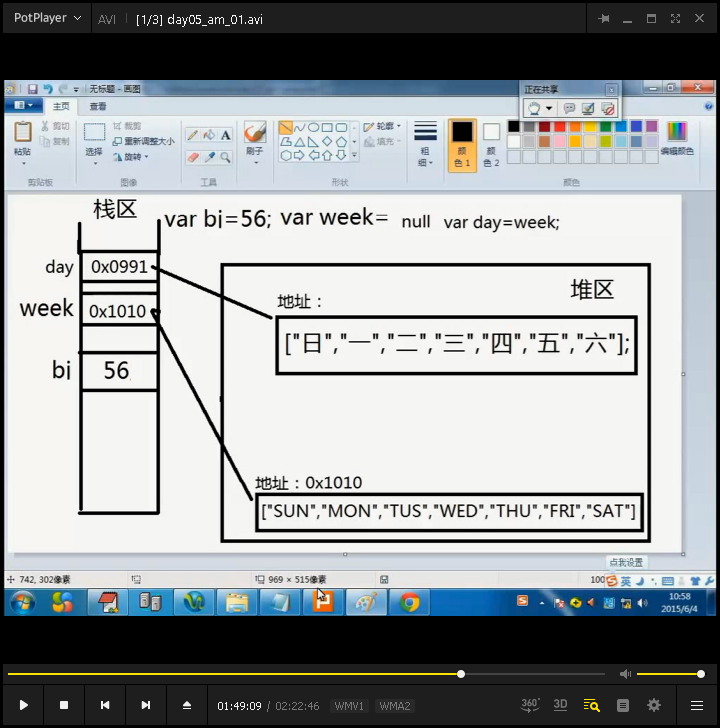 PotPlayer AVI [1/3] day05_am_01.avi
无标题 - 画图
正在共享
主页 查看
剪切 裁剪 轮廓
粘贴 复制 选择 重新调整大小 刷子 填充 粗细 颜色 1 颜色 2 编辑颜色
旋转
剪贴板 图像 工具 形状 颜色
栈区 var bi=56; var week= null var day=week;
day 0x0991
堆区
地址：
week 0x1010
["日","一","二","三","四","五","六"];
bi 56
地址：0x1010
["SUN","MON","TUS","WED","THU","FRI","SAT"]
点我设置
742, 302像素 969 × 515像素 100 英
10:58
2015/6/4
01:49:09 / 02:22:46 WMV1 WMA2 360° 3D